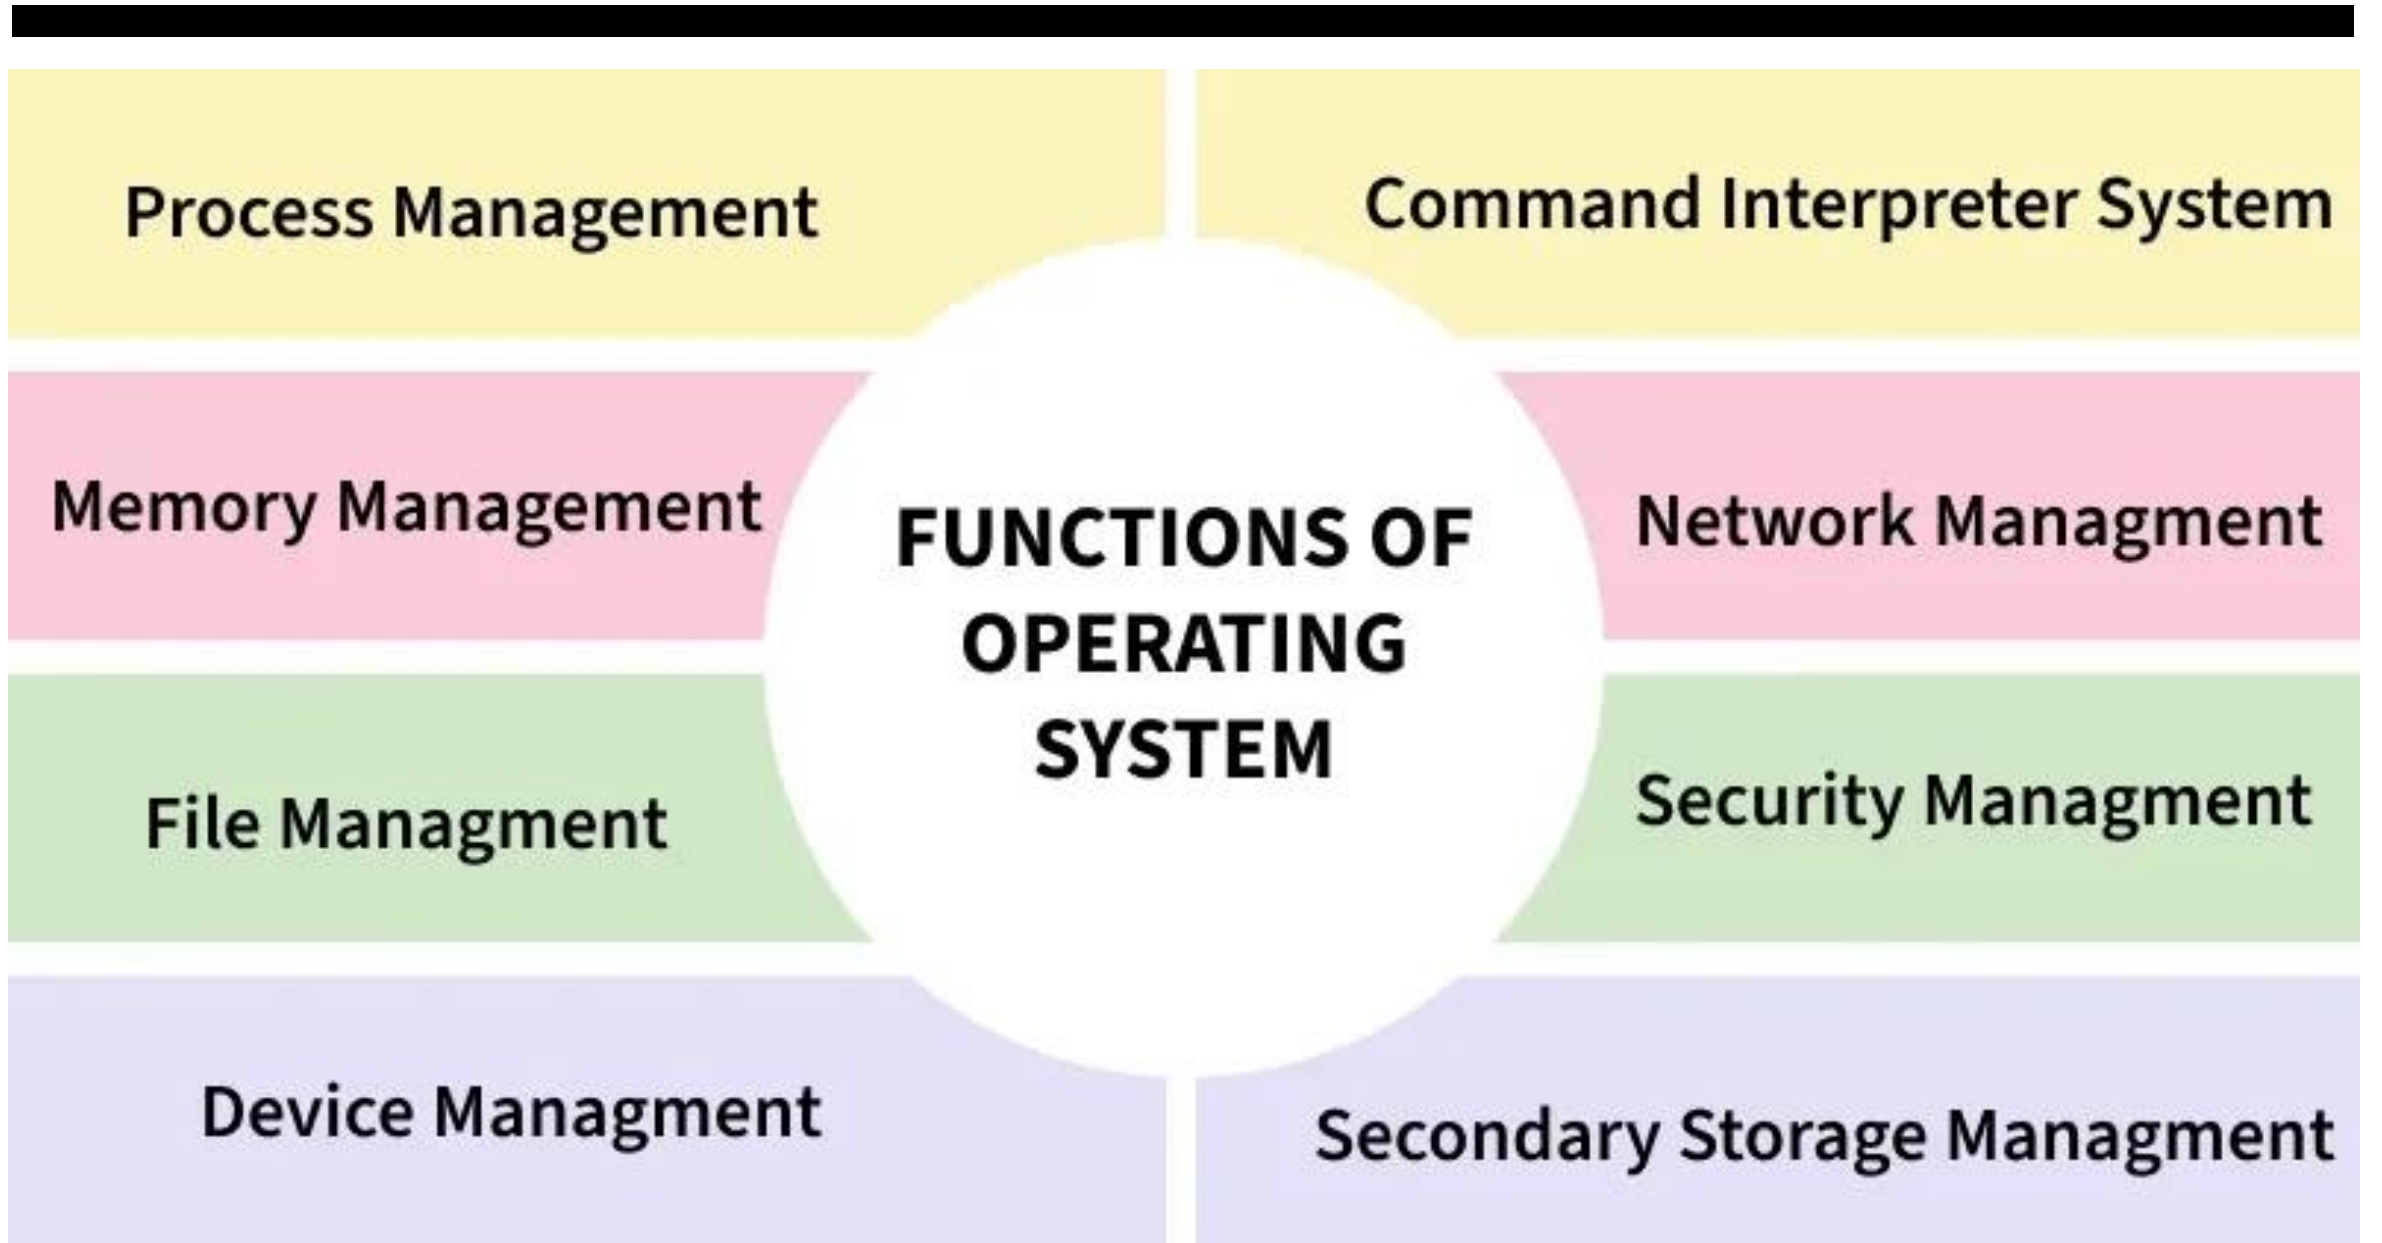 Process Management
Command Interpreter System
Memory Management
Network Managment
FUNCTIONS OF
OPERATING
SYSTEM
File Managment
Security Managment
Device Managment
Secondary Storage Managment